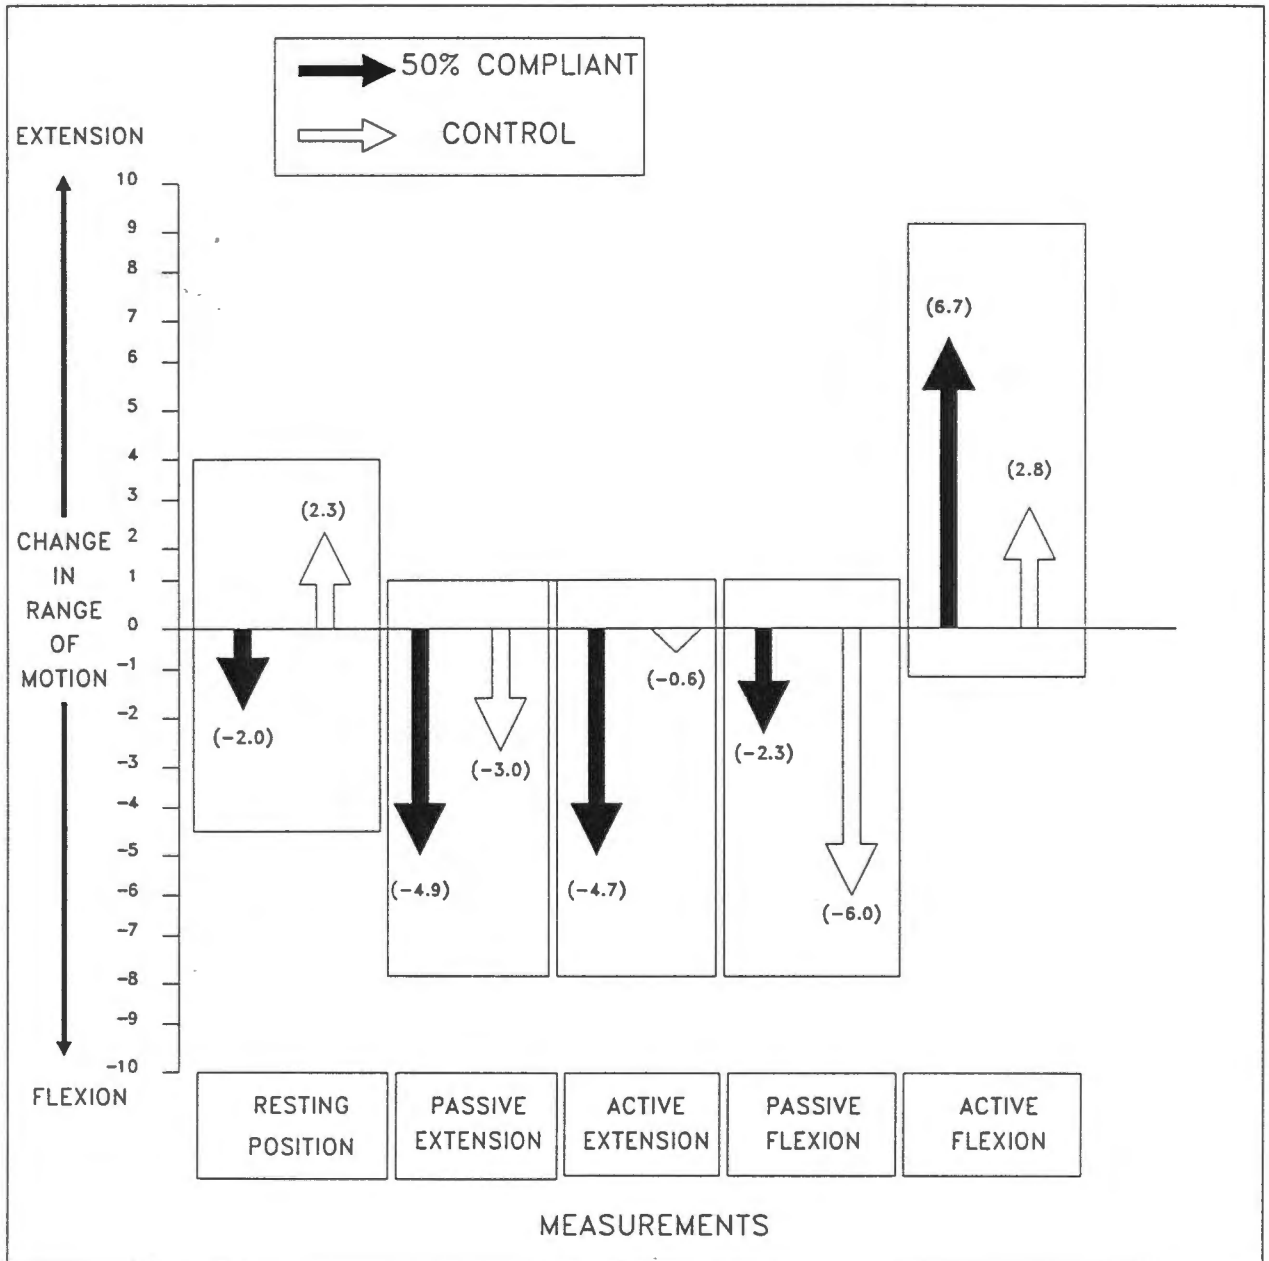 50% COMPLIANT
CONTROL
EXTENSION
10
9
8
7
6
5
4
3
2
1
0
-1
-2
-3
-4
-5
-6
-7
-8
-9
-10
CHANGE
IN
RANGE
OF
MOTION
FLEXION
(-2.0)
(2.3)
(-4.9)
(-3.0)
(-4.7)
(-0.6)
(-2.3)
(-6.0)
(6.7)
(2.8)
RESTING
POSITION
PASSIVE
EXTENSION
ACTIVE
EXTENSION
PASSIVE
FLEXION
ACTIVE
FLEXION
MEASUREMENTS